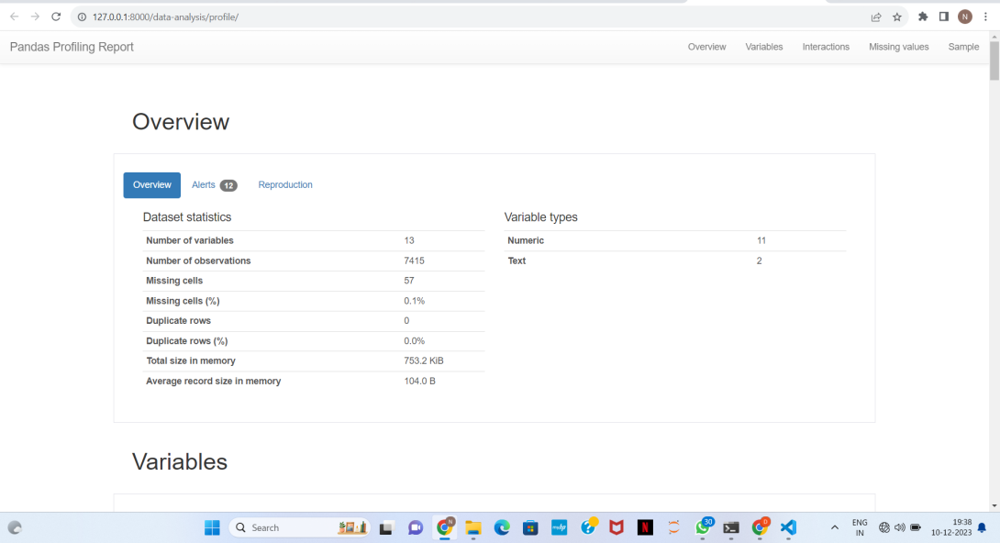 127.0.0.1:8000/data-analysis/profile/
N
Pandas Profiling Report
Overview Variables Interactions Missing values Sample
Overview
Overview Alerts 12 Reproduction
Dataset statistics
Number of variables 13
Number of observations 7415
Missing cells 57
Missing cells (%) 0.1%
Duplicate rows 0
Duplicate rows (%) 0.0%
Total size in memory 753.2 KiB
Average record size in memory 104.0 B
Variable types
Numeric 11
Text 2
Variables
Search
N
myhp
N
30
0
ENG
IN
19:38
10-12-2023